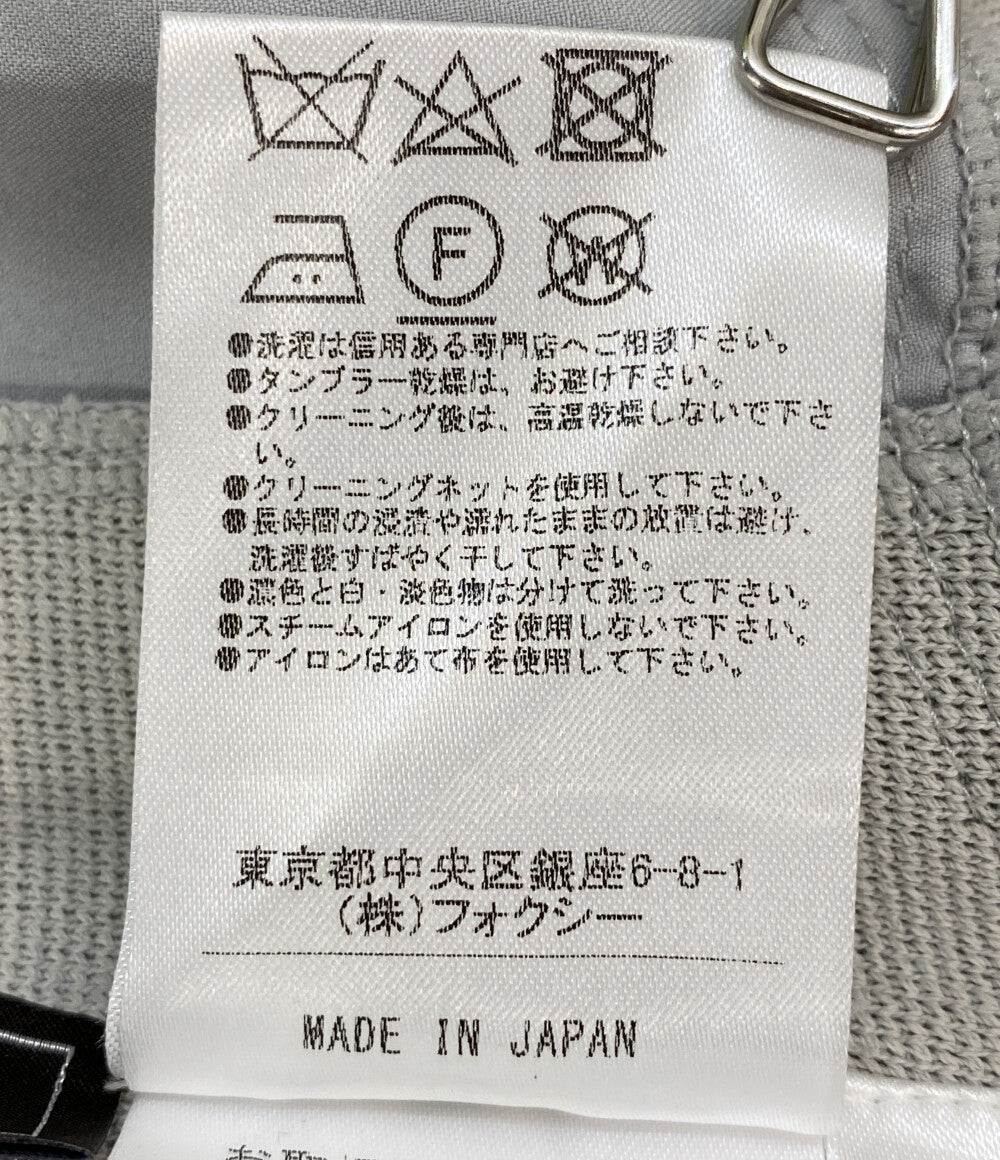 F
W
●洗濯は信用ある専門店へご相談下さい。
●タンブラー乾燥は、お避け下さい。
●クリーニング後は、高温乾燥しないで下さ
い。
●クリーニングネットを使用して下さい。
●長時間の浸漬や濡れたままの放置は避け、
洗濯後すばやく干して下さい。
●濃色と白・淡色物は分けて洗って下さい。
●スチームアイロンを使用しないで下さい。
●アイロンはあて布を使用して下さい。
東京都中央区銀座6-8-1
(株)フォクシー
MADE IN JAPAN